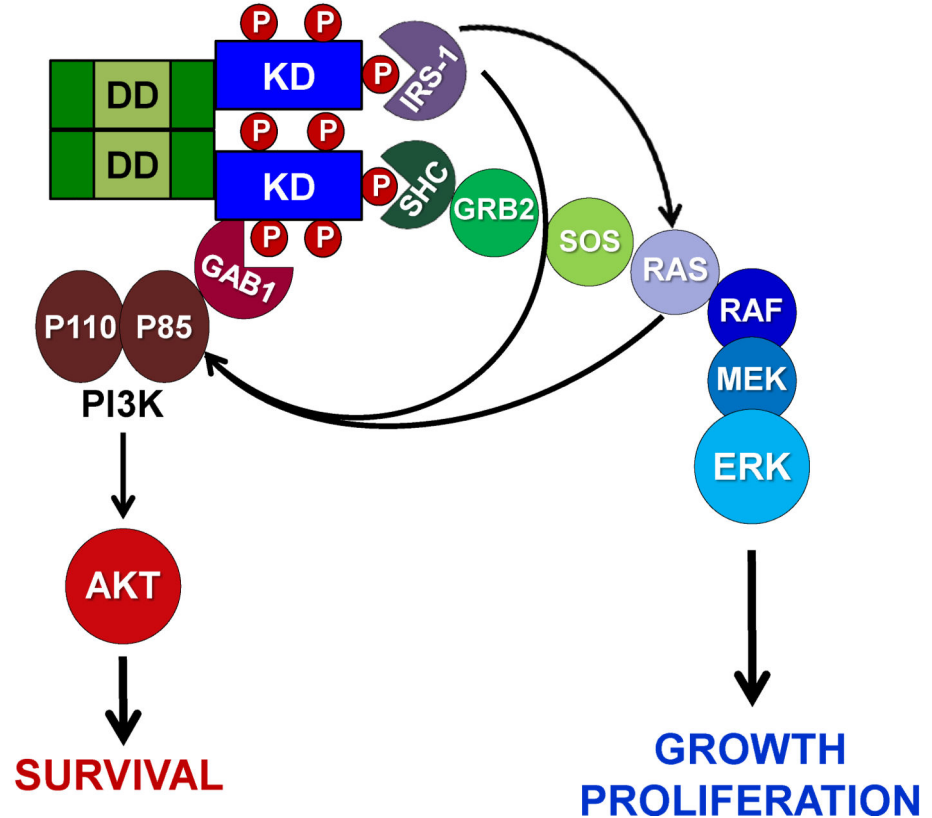 P P
DD KD P IRS-1
P P
DD KD P SHC
GRB2
P P
SOS
GAB1
RAS
P110 P85
RAF
PI3K
MEK
ERK
AKT
SURVIVAL
GROWTH
PROLIFERATION